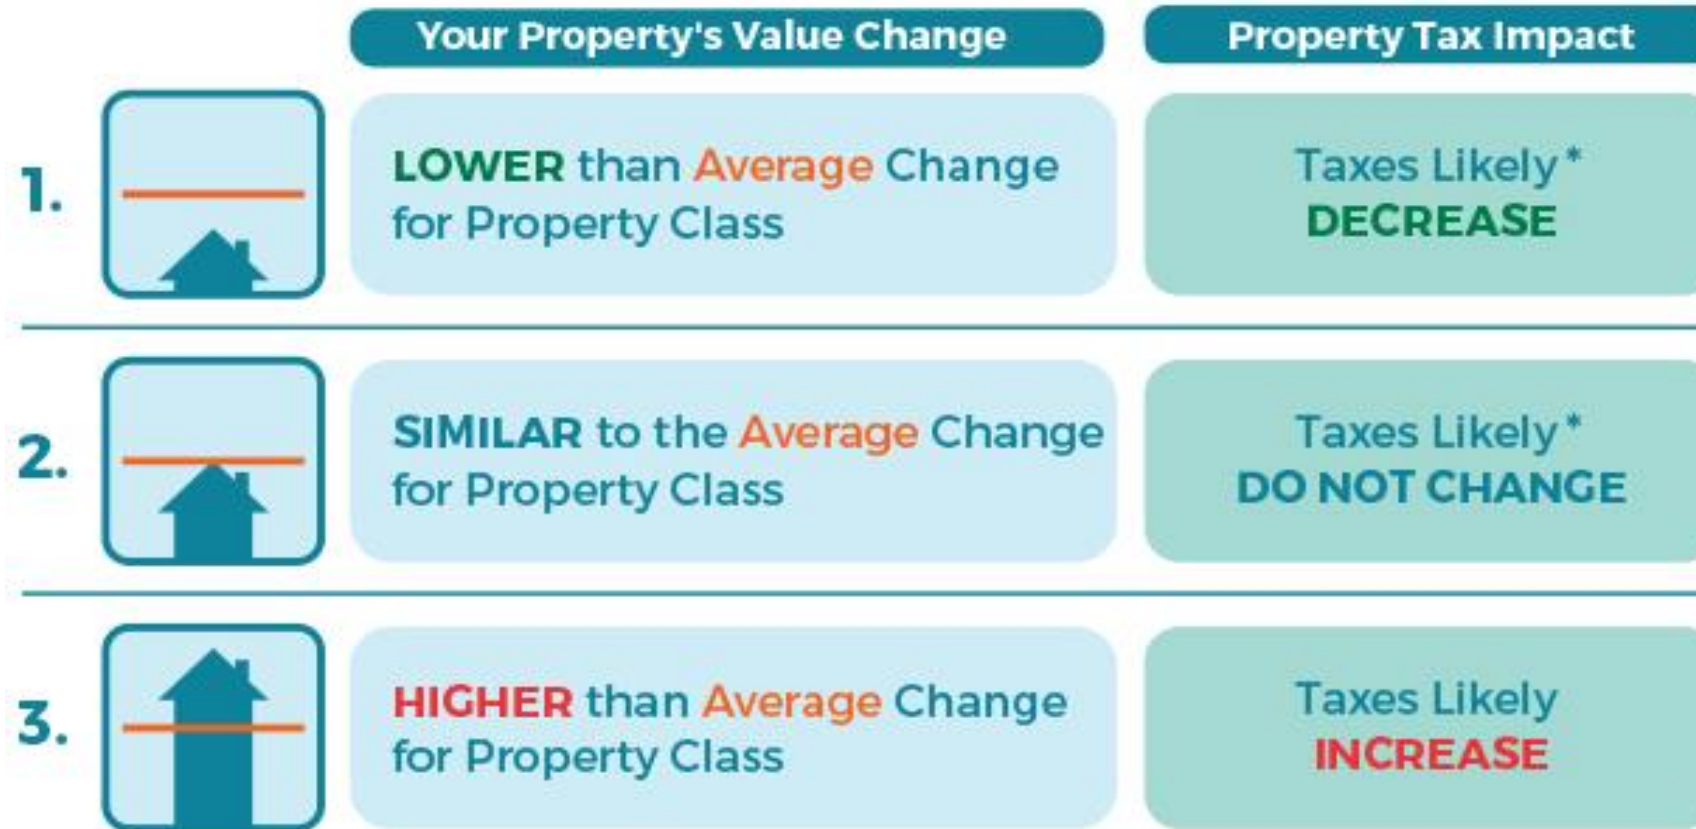 Your Property's Value Change
Property Tax Impact
1.
LOWER than Average Change
for Property Class
Taxes Likely*
DECREASE
2.
SIMILAR to the Average Change
for Property Class
Taxes Likely*
DO NOT CHANGE
3.
HIGHER than Average Change
for Property Class
Taxes Likely
INCREASE